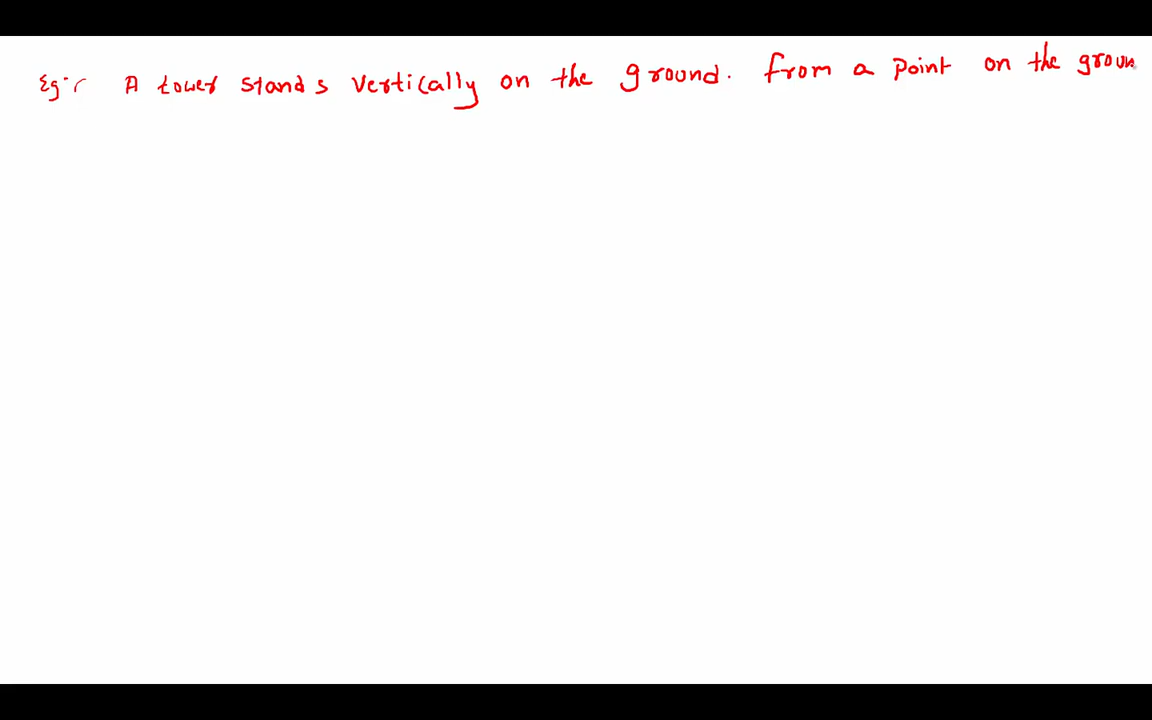 Eg:- A tower stands vertically on the ground. from a point on the groun